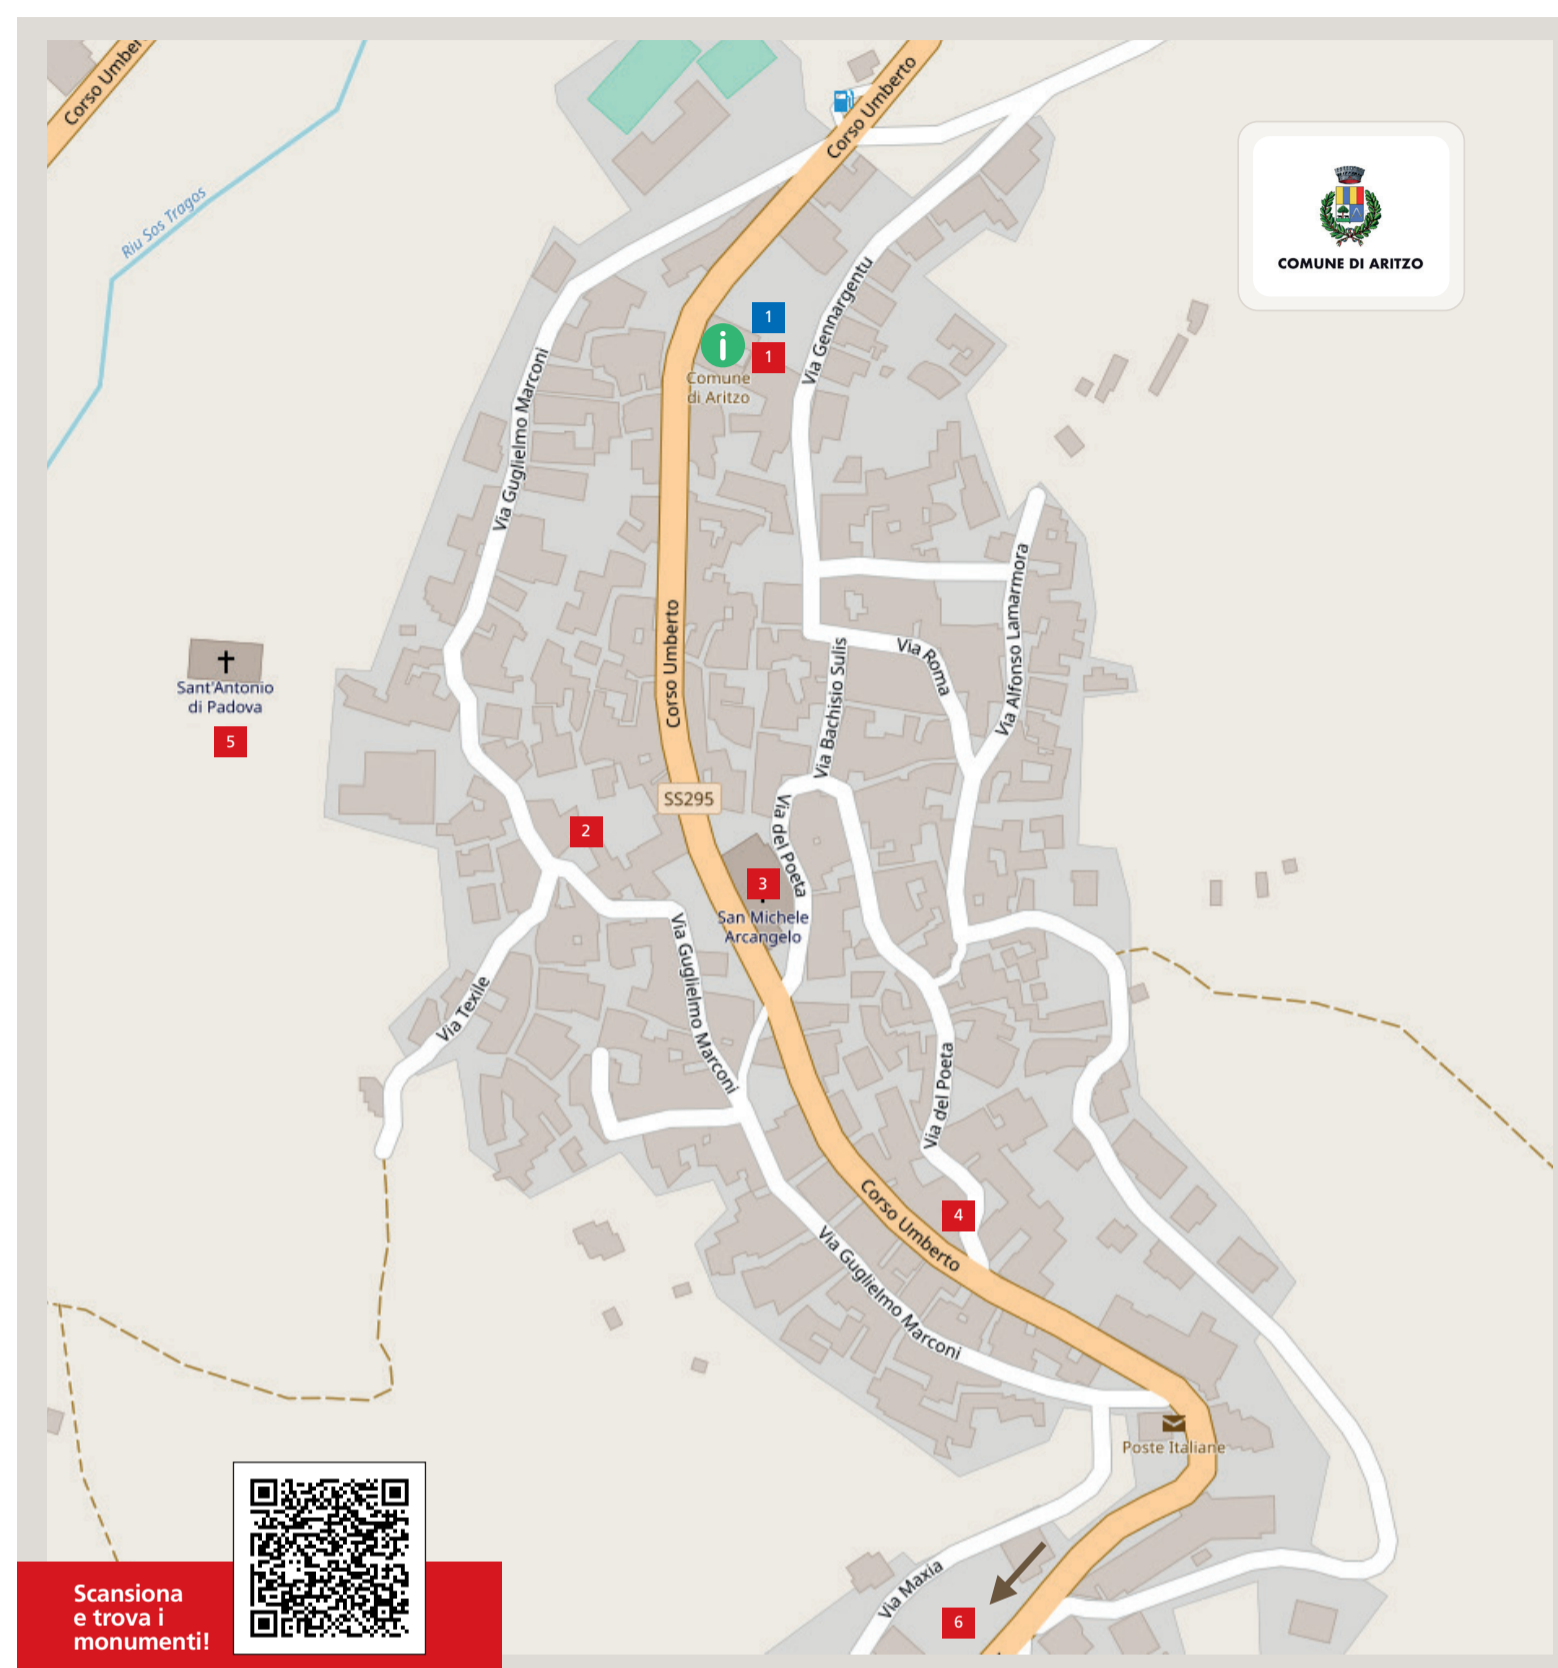 Corso Umber
Corso Umberto
Riu Sos Tragos
COMUNE DI ARITZO
1
1
Comune
di Aritzo
Via Gennargentu
Via Guglielmo Marconi
Corso Umberto
Via Alfonso Lamarmora
Via Roma
Via Bachisio Sulis
Sant'Antonio
di Padova
5
SS295
2
Via del Poeta
3
San Michele
Arcangelo
Via Guglielmo Marconi
Via Texile
Via del Poeta
4
Corso Umberto
Via Guglielmo Marconi
Poste Italiane
Via Maxia
6
Scansiona
e trova i
monumenti!